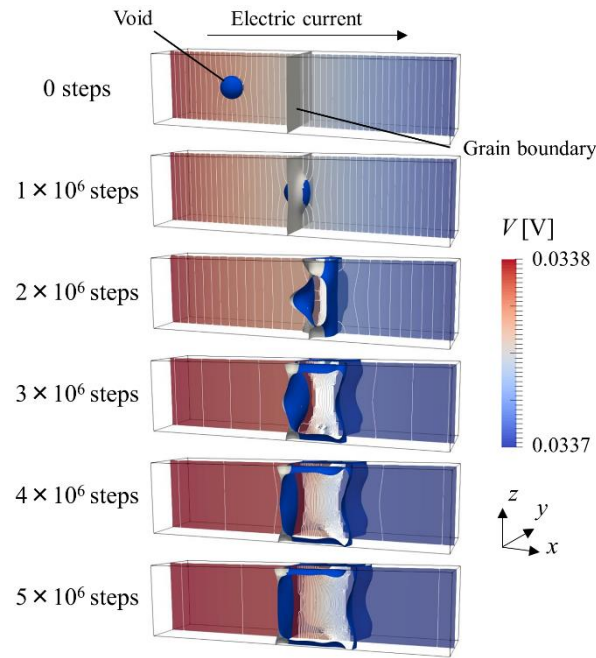 Void
Electric current
0 steps
Grain boundary
1 × 10⁶ steps
V [V]
0.0338
2 × 10⁶ steps
3 × 10⁶ steps
0.0337
4 × 10⁶ steps
z
y
x
5 × 10⁶ steps